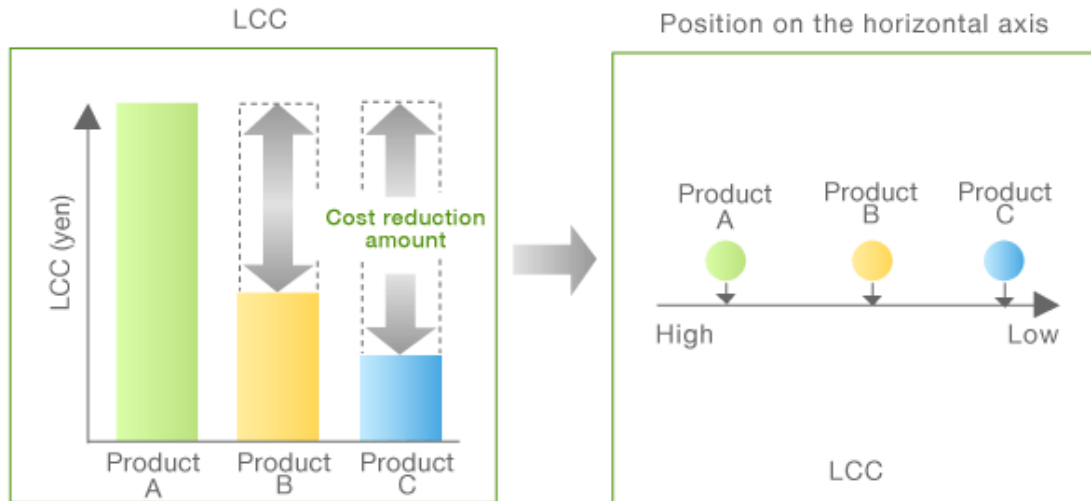 LCC
LCC (yen)
Cost reduction
amount
Product
A
Product
B
Product
C
Position on the horizontal axis
Product
A
Product
B
Product
C
High
Low
LCC